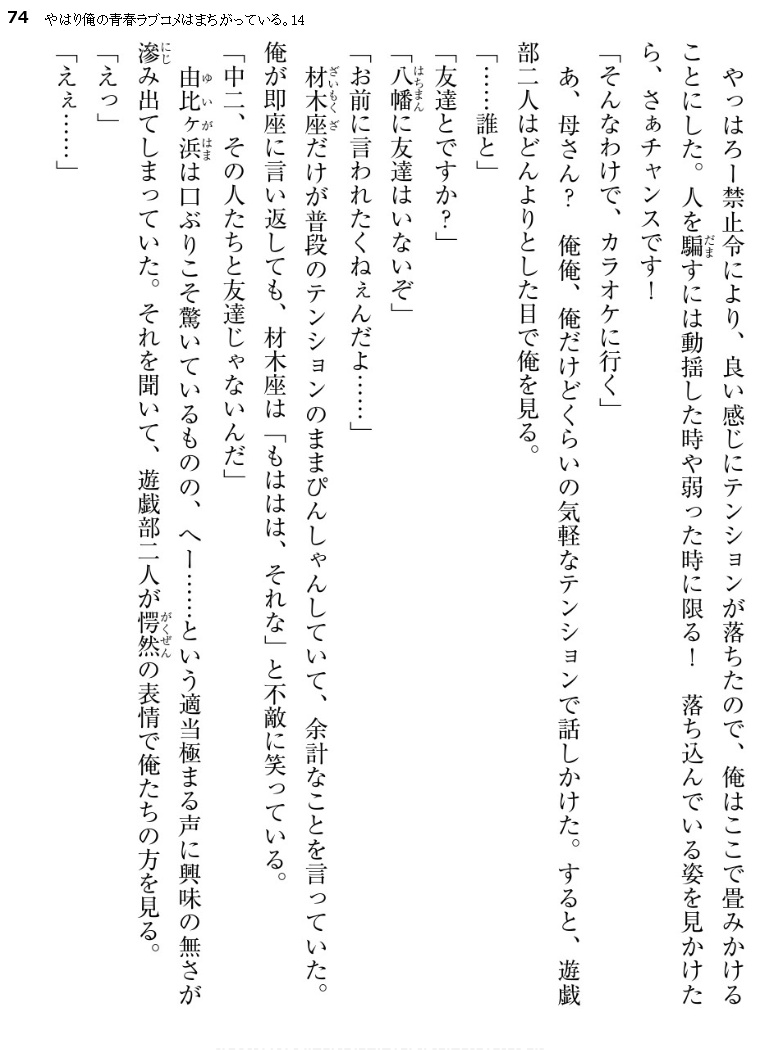 74 やはり俺の青春ラブコメはまちがっている。14
やっはろー禁止令により、良い感じにテンションが落ちたので、俺はここで畳みかける
ことにした。人を騙すには動揺した時や弱った時に限る！　落ち込んでいる姿を見かけた
ら、さぁチャンスです！
「そんなわけで、カラオケに行く」
あ、母さん？　俺俺、俺だけどくらいの気軽なテンションで話しかけた。すると、遊戯
部二人はどんよりとした目で俺を見る。
「……誰と」
「友達とですか？」
「八幡に友達はいないぞ」
「お前に言われたくねぇんだよ……」
材木座だけが普段のテンションのままぴんしゃんしていて、余計なことを言っていた。
俺が即座に言い返しても、材木座は「もははは、それな」と不敵に笑っている。
「中二、その人たちと友達じゃないんだ」
由比ヶ浜は口ぶりこそ驚いているものの、へー……という適当極まる声に興味の無さが
滲み出てしまっていた。それを聞いて、遊戯部二人が愕然の表情で俺たちの方を見る。
「えっ」
「えぇ……」